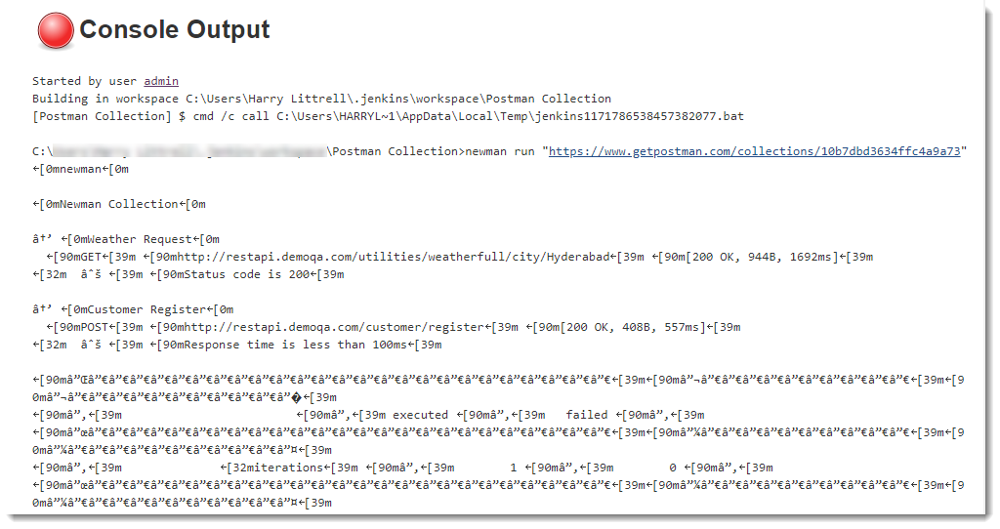 Console Output
Started by user admin
Building in workspace C:\Users\Harry Littrell\.jenkins\workspace\Postman Collection
[Postman Collection] $ cmd /c call C:\Users\HARRYL~1\AppData\Local\Temp\jenkins1171786538457382077.bat
C:\ \Postman Collection>newman run "https://www.getpostman.com/collections/10b7dbd3634ffc4a9a73"
←[0mnewman←[0m
←[0mNewman Collection←[0m
â†’ ←[0mWeather Request←[0m
←[90mGET←[39m ←[90mhttp://restapi.demoqa.com/utilities/weatherfull/city/Hyderabad←[39m ←[90m[200 OK, 944B, 1692ms]←[39m
←[32m  âˆš ←[39m ←[90mStatus code is 200←[39m
â†’ ←[0mCustomer Register←[0m
←[90mPOST←[39m ←[90mhttp://restapi.demoqa.com/customer/register←[39m ←[90m[200 OK, 408B, 557ms]←[39m
←[32m  âˆš ←[39m ←[90mResponse time is less than 100ms←[39m
←[90mâ”Œâ”€â”€â”€â”€â”€â”€â”€â”€â”€â”€â”€â”€â”€â”€â”€â”€â”€â”€â”€â”€â”€â”€â”€â”€←[39m←[90mâ”¬â”€â”€â”€â”€â”€â”€â”€â”€â”€â”€←[39m←[9
0mâ”¬â”€â”€â”€â”€â”€â”€â”€â”€â”€â”€â”�←[39m
←[90mâ”‚←[39m ←[90mâ”‚←[39m executed ←[90mâ”‚←[39m   failed ←[90mâ”‚←[39m
←[90mâ”œâ”€â”€â”€â”€â”€â”€â”€â”€â”€â”€â”€â”€â”€â”€â”€â”€â”€â”€â”€â”€â”€â”€â”€â”€←[39m←[90mâ”¼â”€â”€â”€â”€â”€â”€â”€â”€â”€â”€←[39m←[9
0mâ”¼â”€â”€â”€â”€â”€â”€â”€â”€â”€â”€â”¤←[39m
←[90mâ”‚←[39m ←[32miterations←[39m ←[90mâ”‚←[39m 1 ←[90mâ”‚←[39m 0 ←[90mâ”‚←[39m
←[90mâ”œâ”€â”€â”€â”€â”€â”€â”€â”€â”€â”€â”€â”€â”€â”€â”€â”€â”€â”€â”€â”€â”€â”€â”€â”€←[39m←[90mâ”¼â”€â”€â”€â”€â”€â”€â”€â”€â”€â”€←[39m←[9
0mâ”¼â”€â”€â”€â”€â”€â”€â”€â”€â”€â”€â”¤←[39m